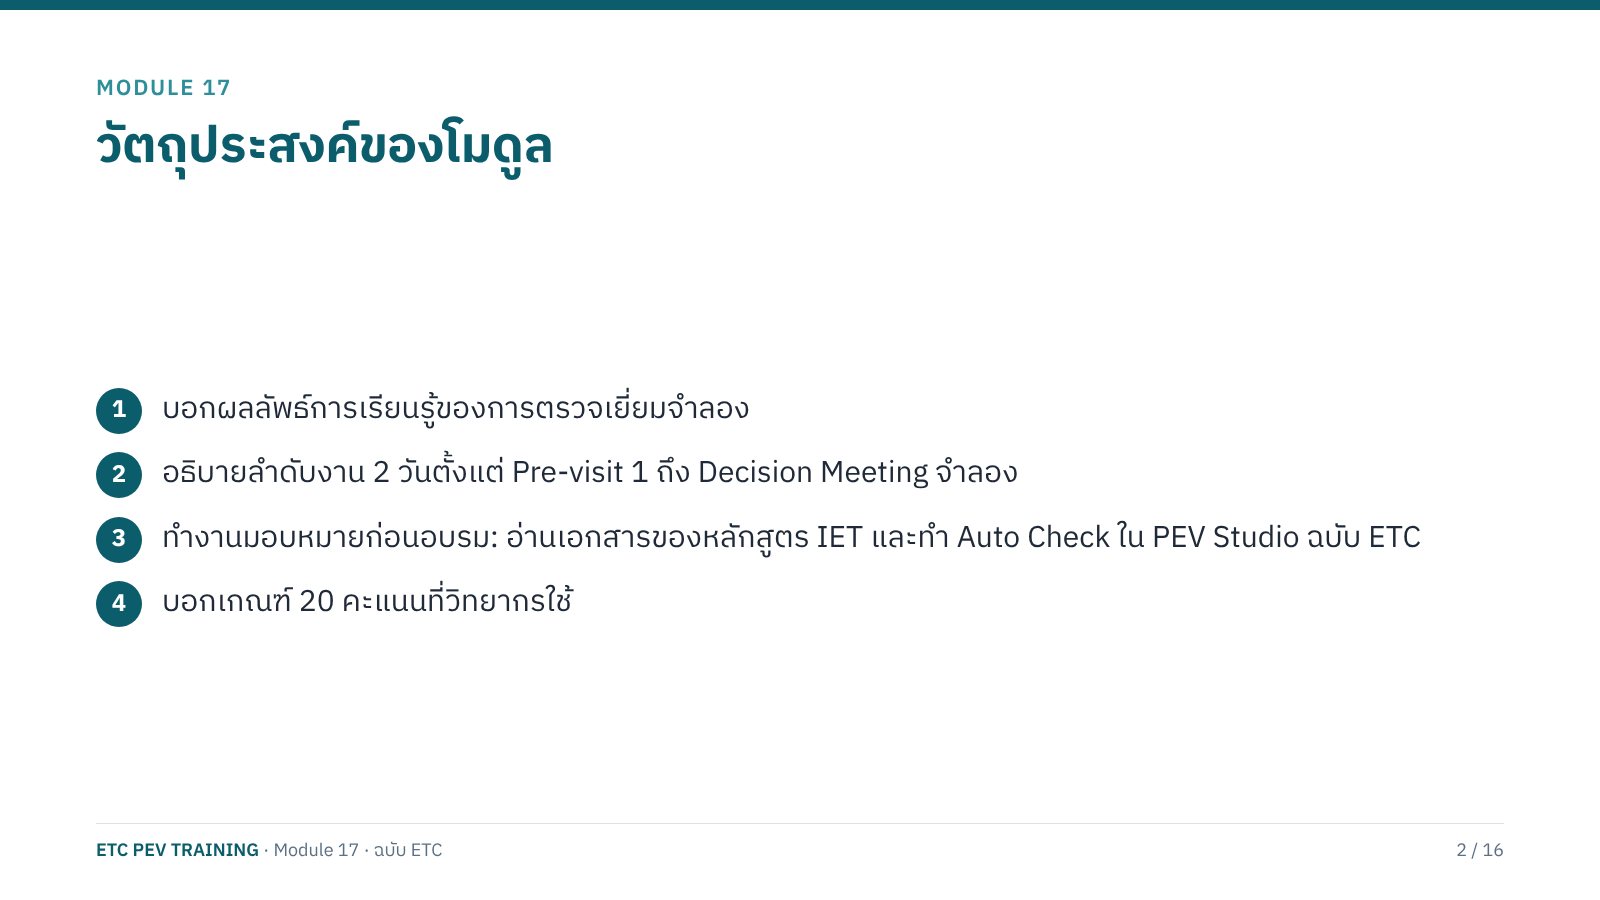 MODULE 17
วัตถุประสงค์ของโมดูล
1 บอกผลลัพธ์การเรียนรู้ของการตรวจเยี่ยมจำลอง
2 อธิบายลำดับงาน 2 วันตั้งแต่ Pre-visit 1 ถึง Decision Meeting จำลอง
3 ทำงานมอบหมายก่อนอบรม: อ่านเอกสารของหลักสูตร IET และทำ Auto Check ใน PEV Studio ฉบับ ETC
4 บอกเกณฑ์ 20 คะแนนที่วิทยากรใช้
ETC PEV TRAINING · Module 17 · ฉบับ ETC
2 / 16